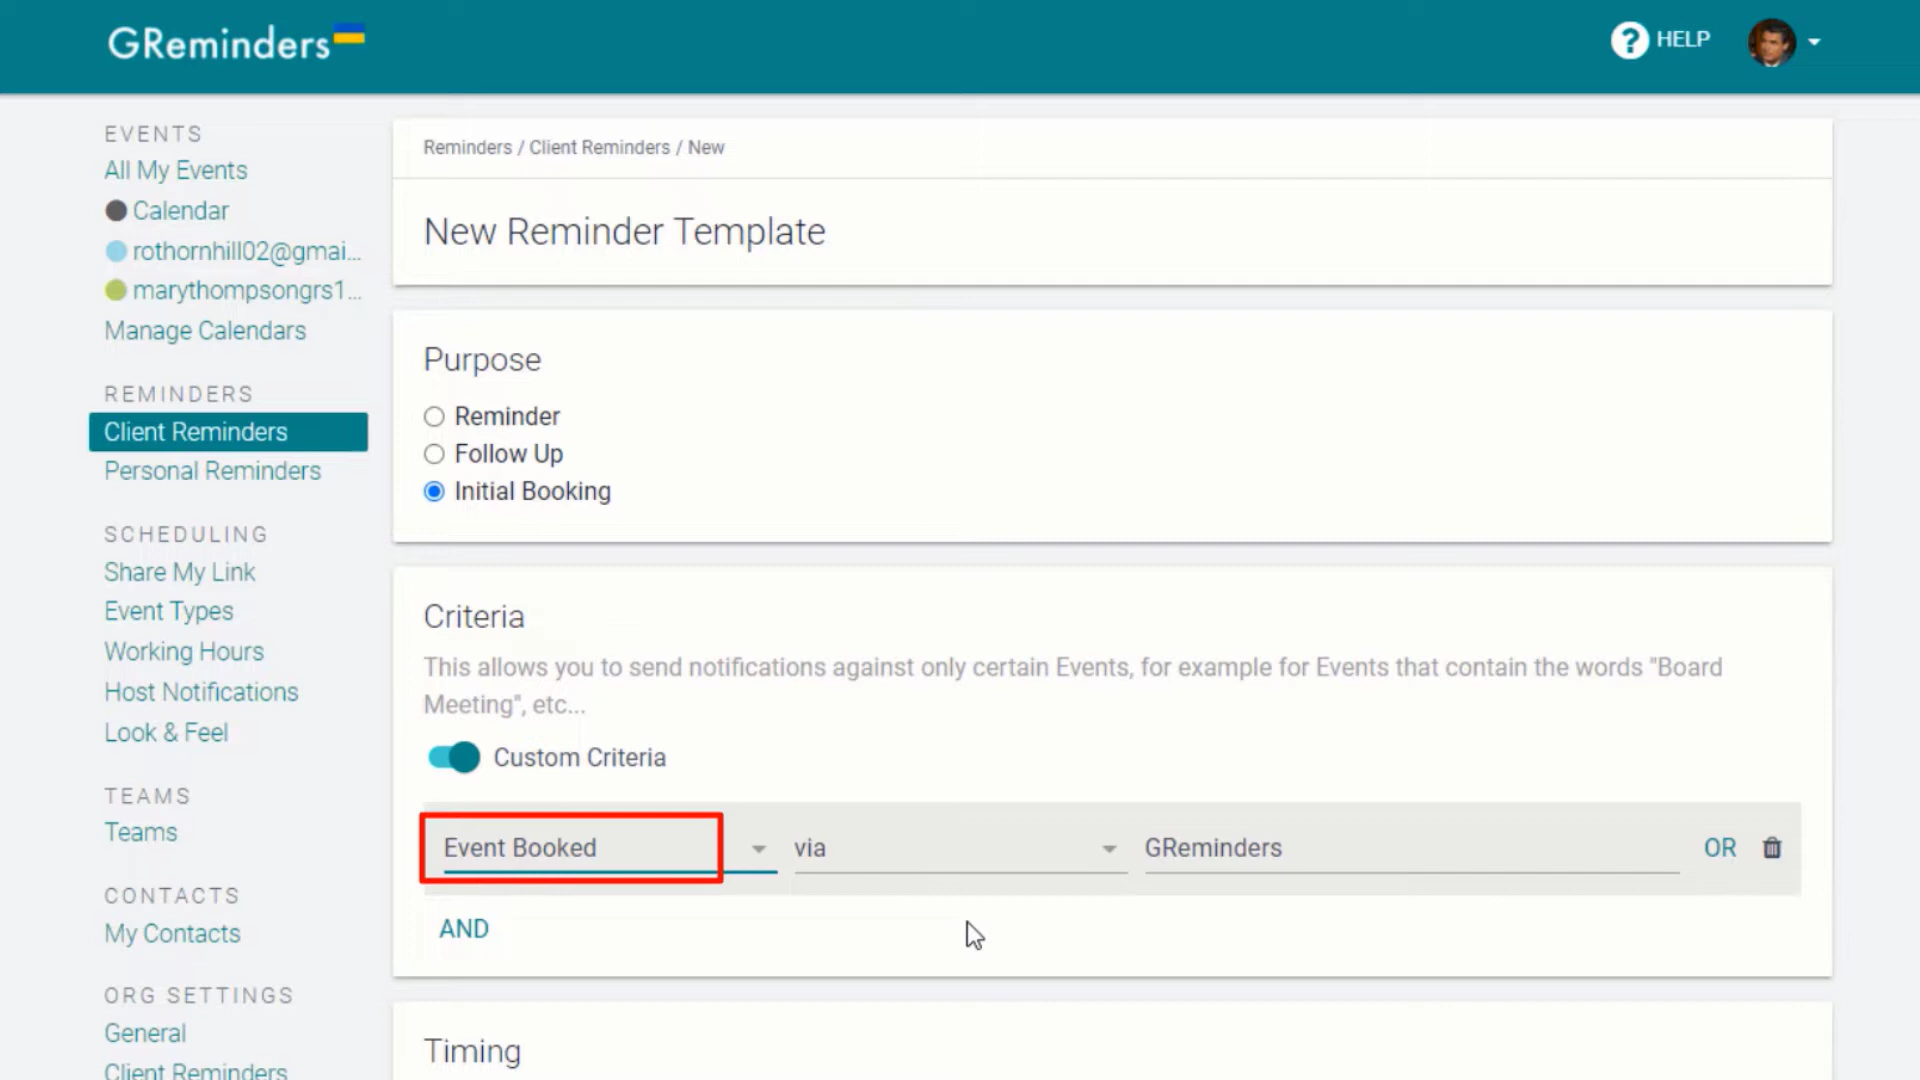 GReminders
HELP
EVENTS
All My Events
Calendar
rothornhill02@gmai...
marythompsongrs1...
Manage Calendars
REMINDERS
Client Reminders
Personal Reminders
SCHEDULING
Share My Link
Event Types
Working Hours
Host Notifications
Look & Feel
TEAMS
Teams
CONTACTS
My Contacts
ORG SETTINGS
General
Client Reminders
Reminders / Client Reminders / New
New Reminder Template
Purpose
Reminder
Follow Up
Initial Booking
Criteria
This allows you to send notifications against only certain Events, for example for Events that contain the words "Board
Meeting", etc...
Custom Criteria
Event Booked via GReminders OR
AND
Timing